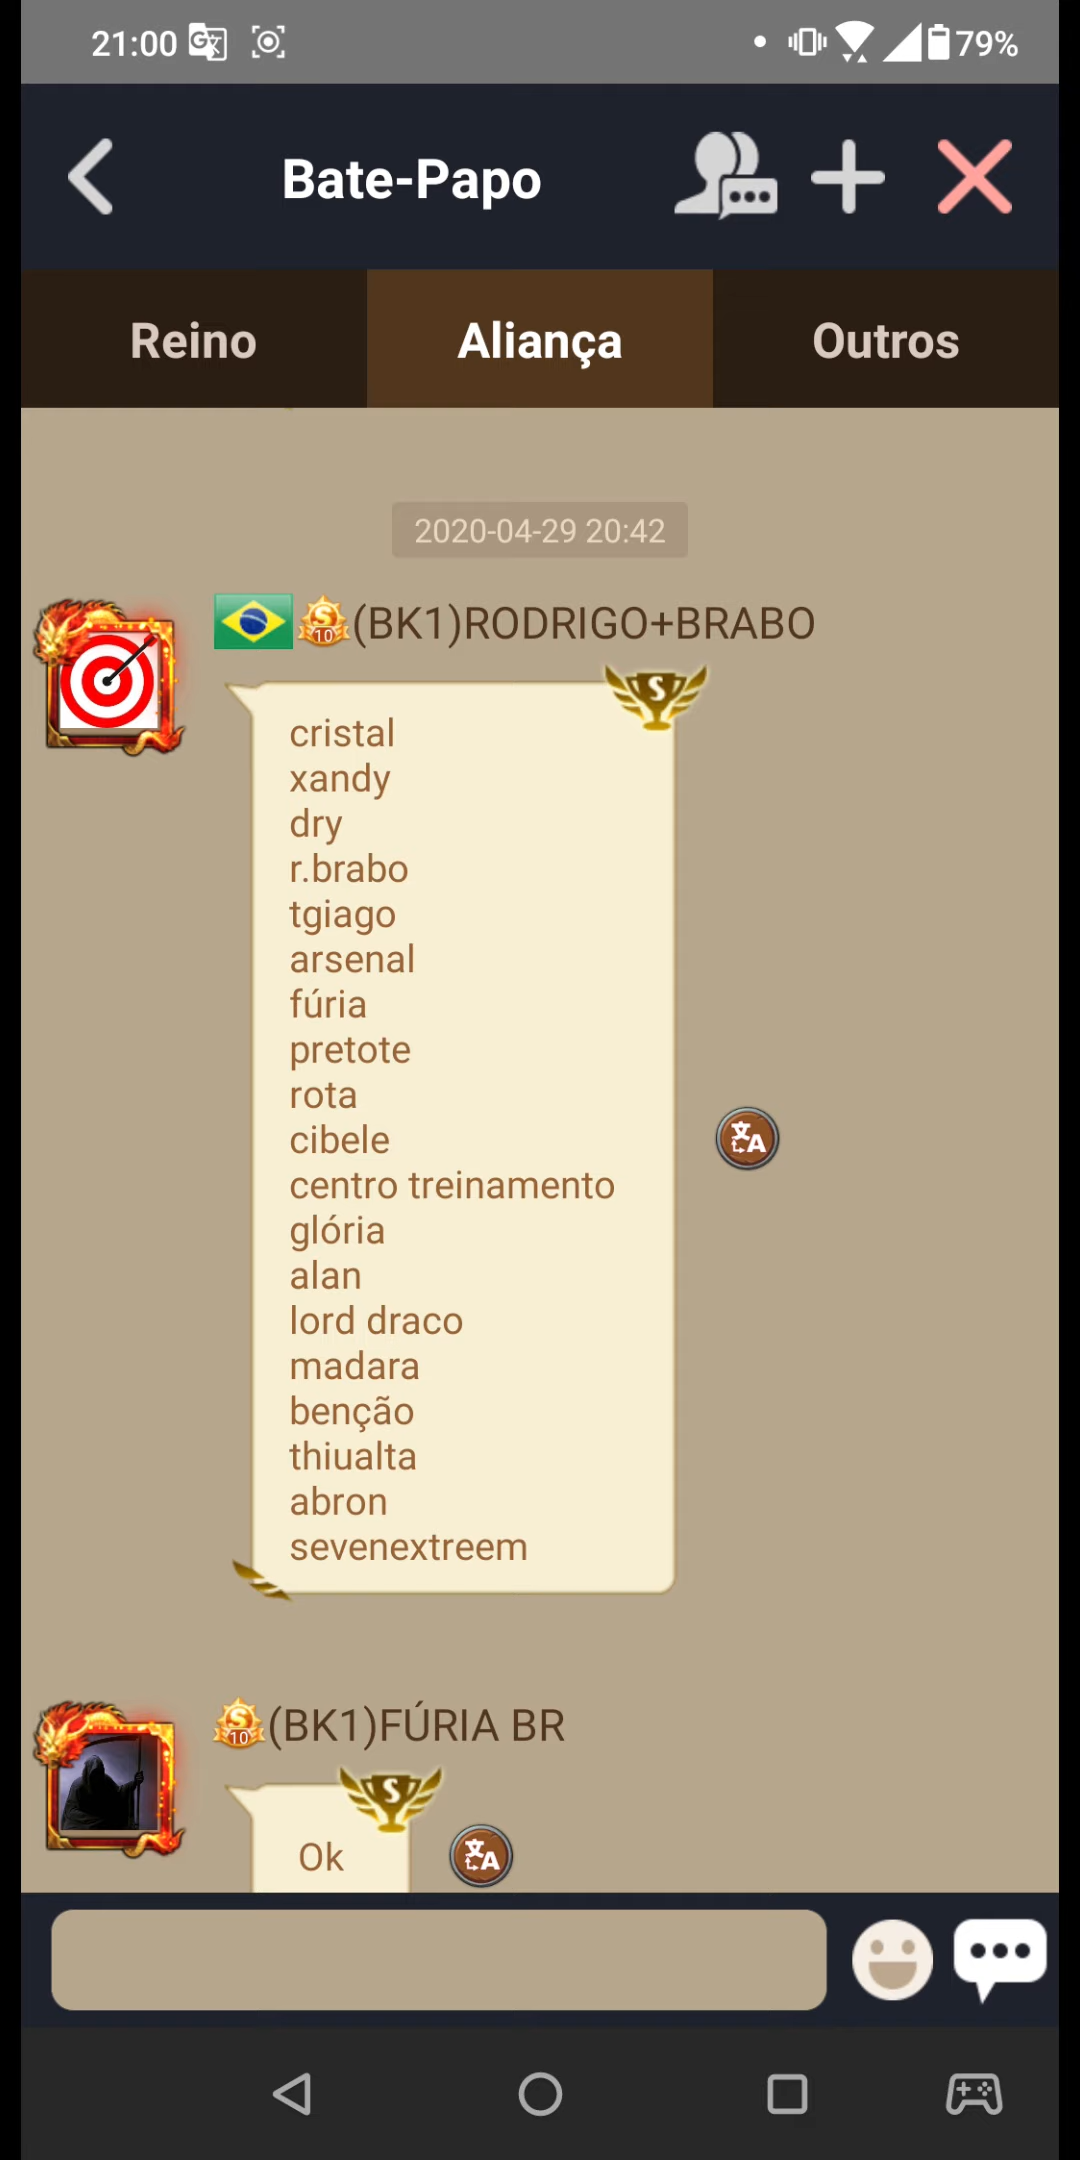 21:00
79%
Bate-Papo
Reino
Aliança
Outros
2020-04-29 20:42
(BK1)RODRIGO+BRABO
cristal
xandy
dry
r.brabo
tgiago
arsenal
fúria
pretote
rota
cibele
centro treinamento
glória
alan
lord draco
madara
benção
thiualta
abron
sevenextreem
S
10
(BK1)FÚRIA BR
S
10
Ok